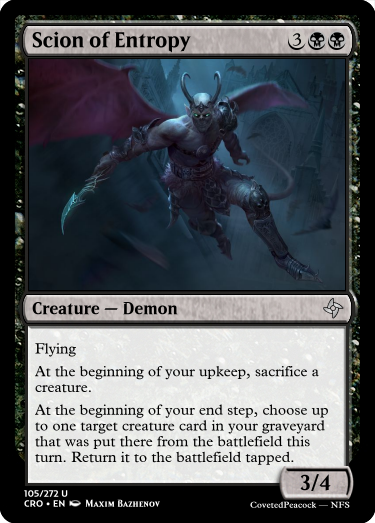 Scion of Entropy 3
Creature — Demon
Flying
At the beginning of your upkeep, sacrifice a
creature.
At the beginning of your end step, choose up
to one target creature card in your graveyard
that was put there from the battlefield this
turn. Return it to the battlefield tapped.
3/4
105/272 U
CRO • EN Maxim Bazhenov
CovetedPeacock — NFS